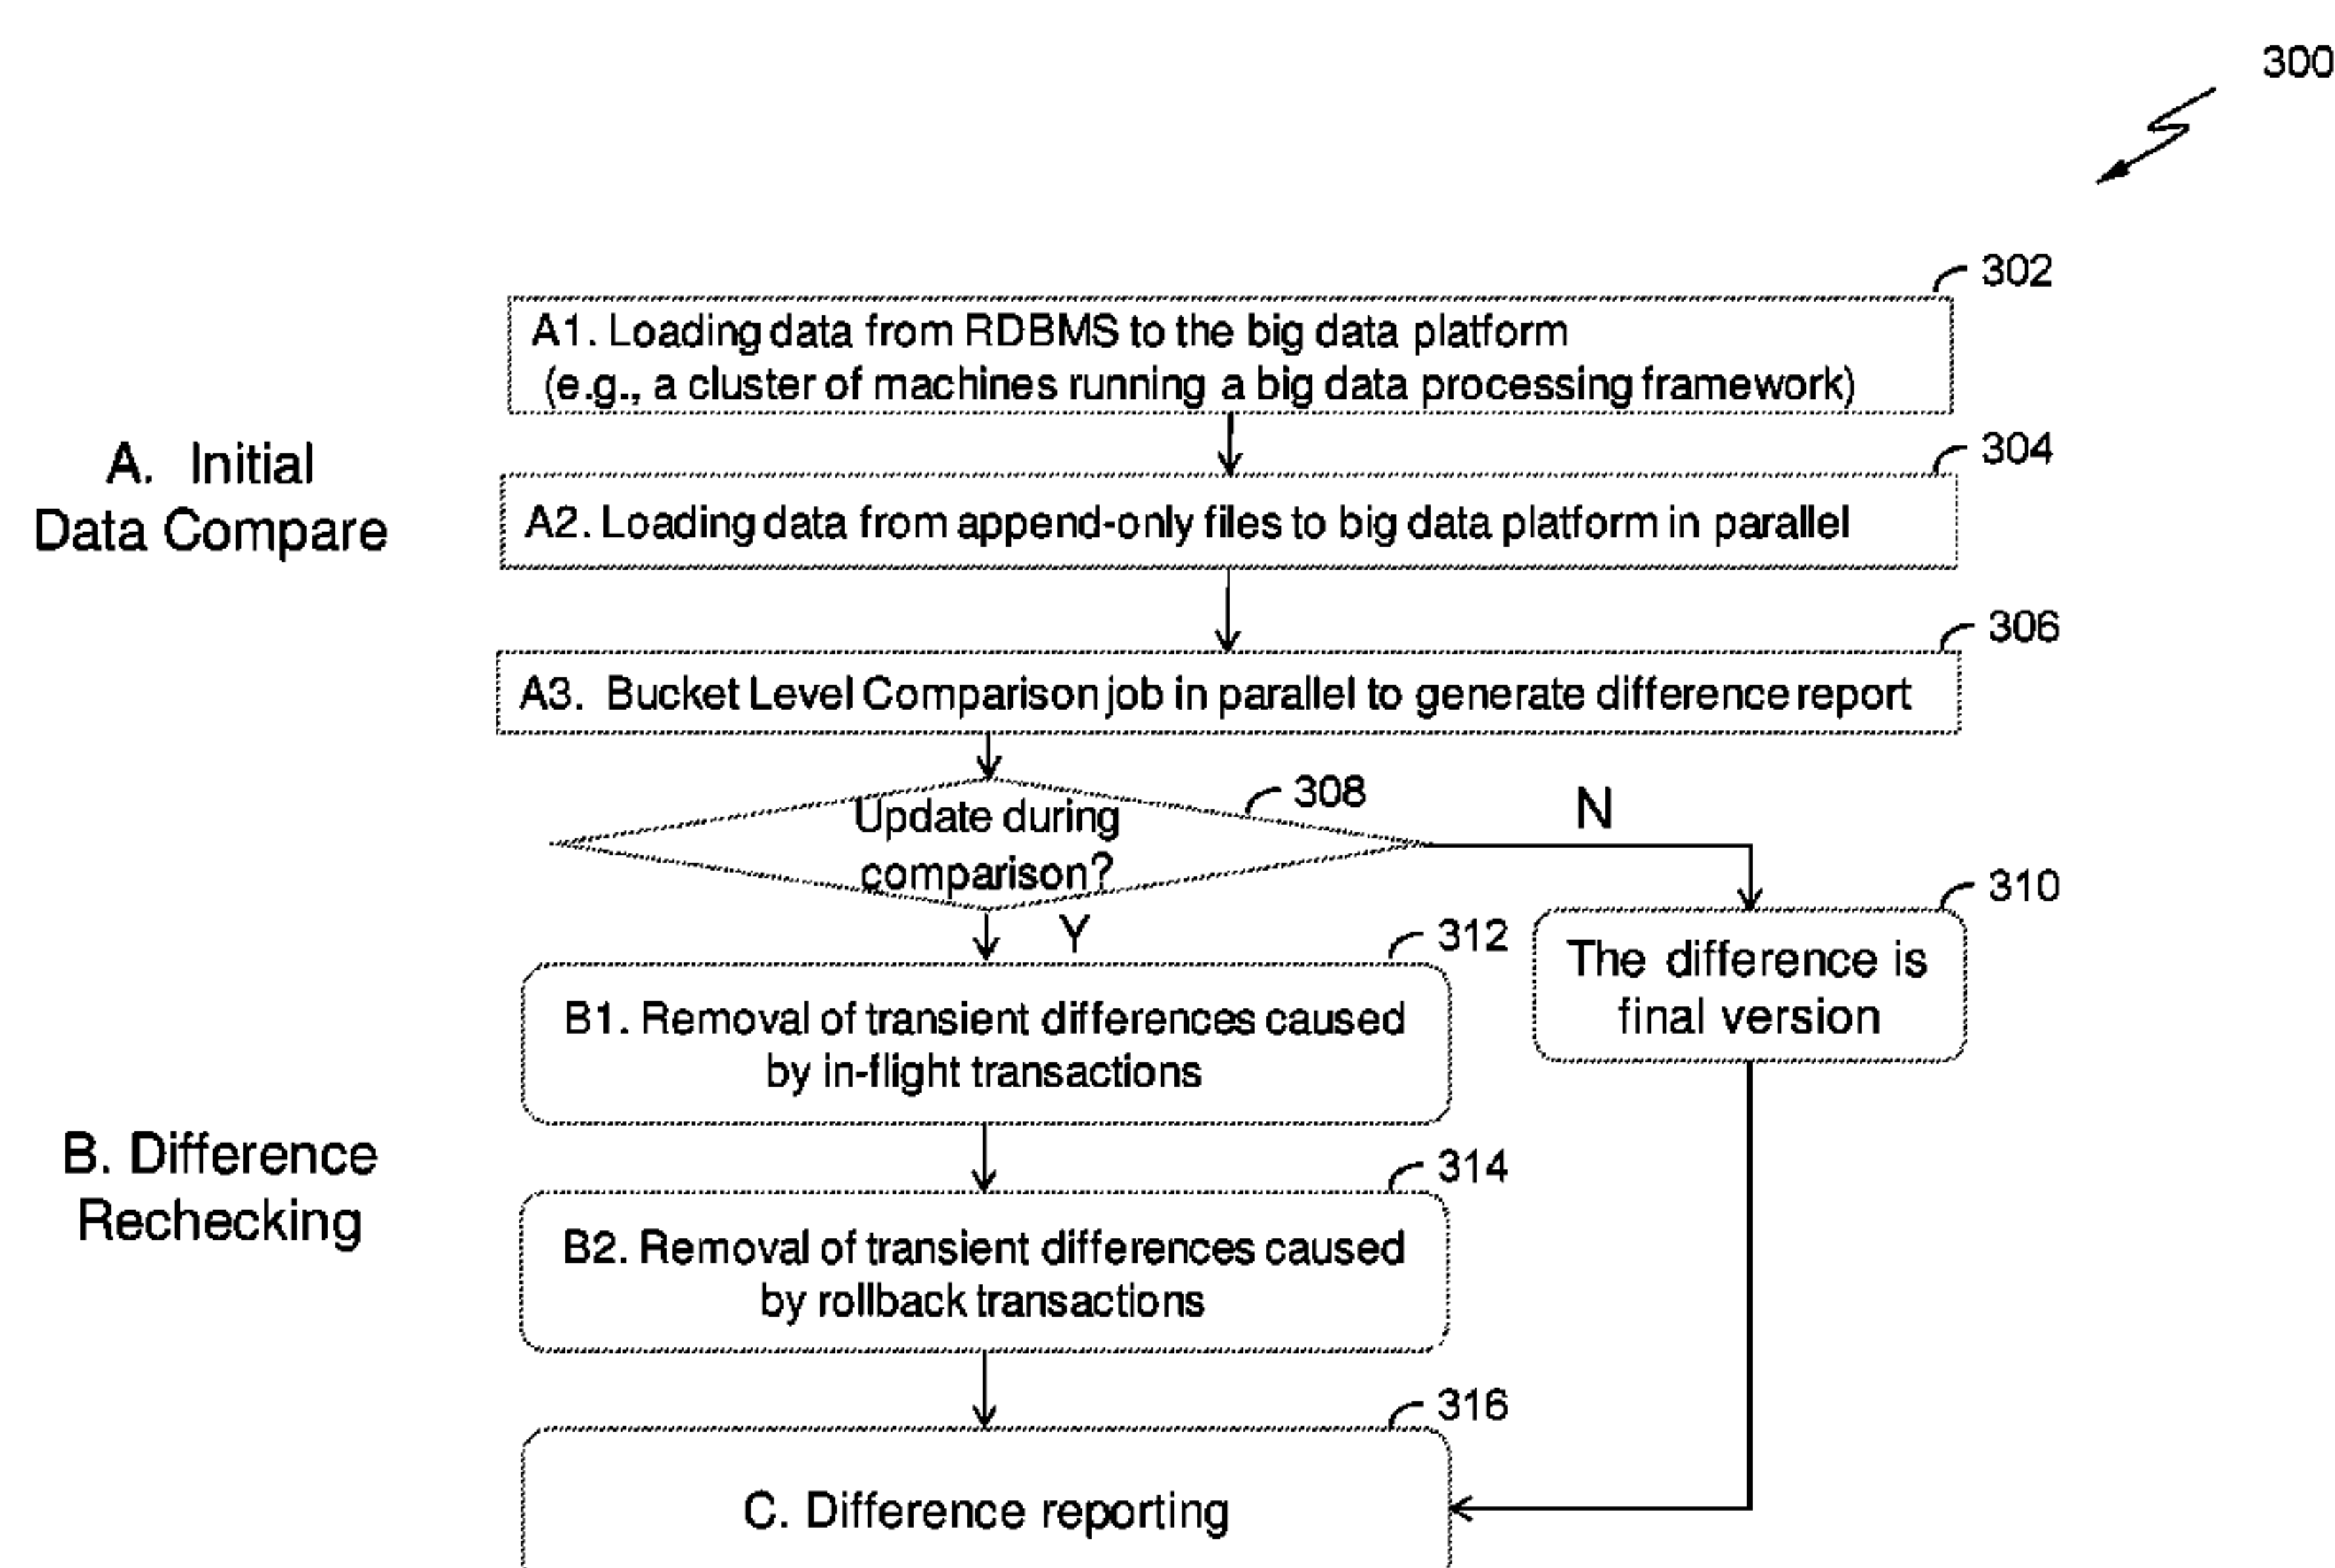 300
302
A1. Loading data from RDBMS to the big data platform
(e.g., a cluster of machines running a big data processing framework)
304
A. Initial
Data Compare
A2. Loading data from append-only files to big data platform in parallel
306
A3. Bucket Level Comparison job in parallel to generate difference report
308
Update during
comparison?
N
Y
310
The difference is
final version
312
B1. Removal of transient differences caused
by in-flight transactions
B. Difference
Rechecking
314
B2. Removal of transient differences caused
by rollback transactions
316
C. Difference reporting